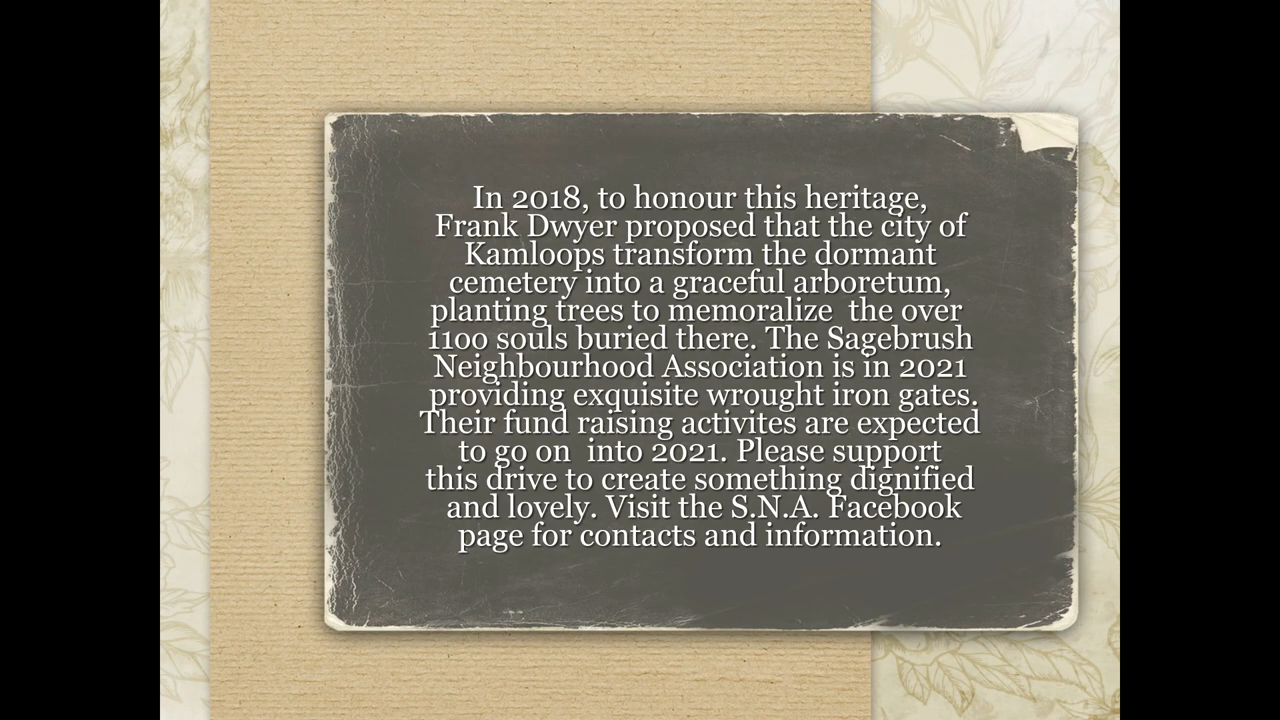 In 2018, to honour this heritage,
Frank Dwyer proposed that the city of
Kamloops transform the dormant
cemetery into a graceful arboretum,
planting trees to memoralize  the over
1100 souls buried there. The Sagebrush
Neighbourhood Association is in 2021
providing exquisite wrought iron gates.
Their fund raising activites are expected
to go on  into 2021. Please support
this drive to create something dignified
and lovely. Visit the S.N.A. Facebook
page for contacts and information.